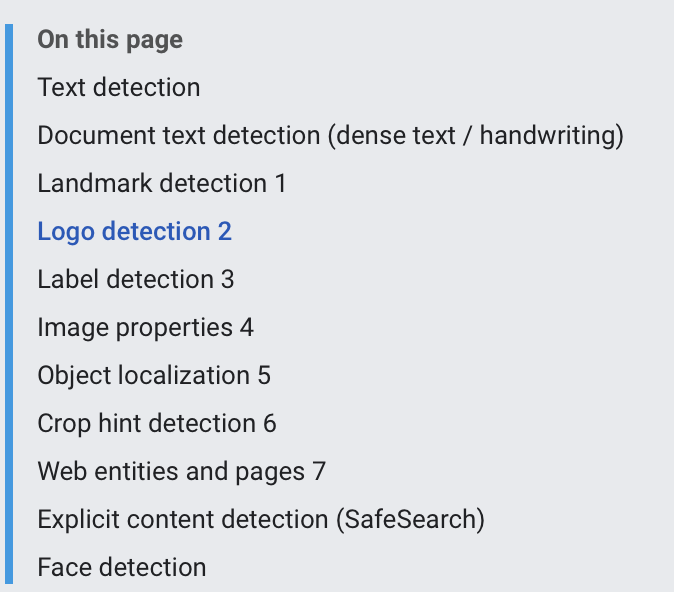 On this page
Text detection
Document text detection (dense text / handwriting)
Landmark detection 1
Logo detection 2
Label detection 3
Image properties 4
Object localization 5
Crop hint detection 6
Web entities and pages 7
Explicit content detection (SafeSearch)
Face detection